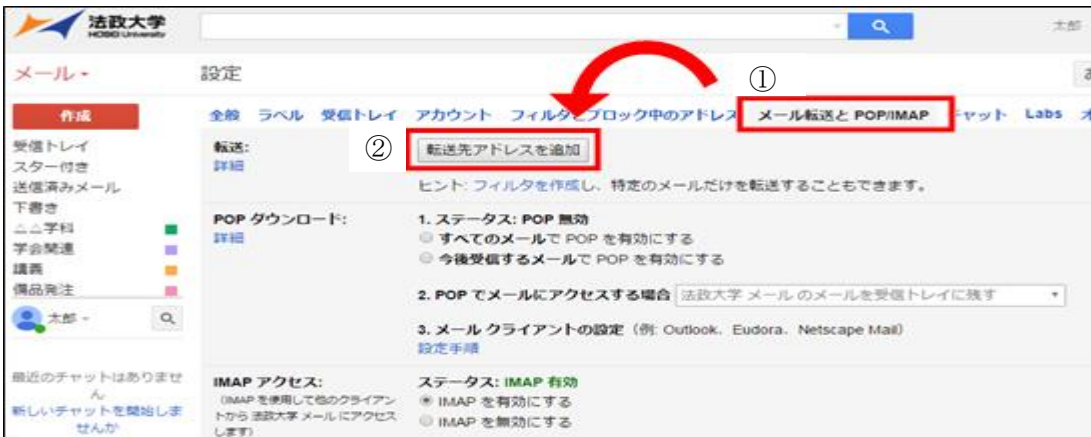 法政大学
HOSEI University
太郎
メール
設定
①
作成
全般 ラベル 受信トレイ アカウント フィルタとブロック中のアドレス メール転送と POP/IMAP チャット Labs オ
受信トレイ
スター付き
送信済みメール
下書き
△△学科
学会関連
講義
備品発注
太郎
最近のチャットはありませ
ん
新しいチャットを開始しま
せんか
転送:
詳細
②
転送先アドレスを追加
ヒント: フィルタを作成し、特定のメールだけを転送することもできます。
POP ダウンロード:
詳細
1. ステータス: POP 無効
すべてのメールで POP を有効にする
今後受信するメールで POP を有効にする
2. POP でメールにアクセスする場合 法政大学 メール のメールを受信トレイに残す
3. メール クライアントの設定（例: Outlook、Eudora、Netscape Mail）
設定手順
IMAP アクセス:
（IMAP を使用して他のクライアン
トから 法政大学 メール にアクセス
します）
ステータス: IMAP 有効
IMAP を有効にする
IMAP を無効にする